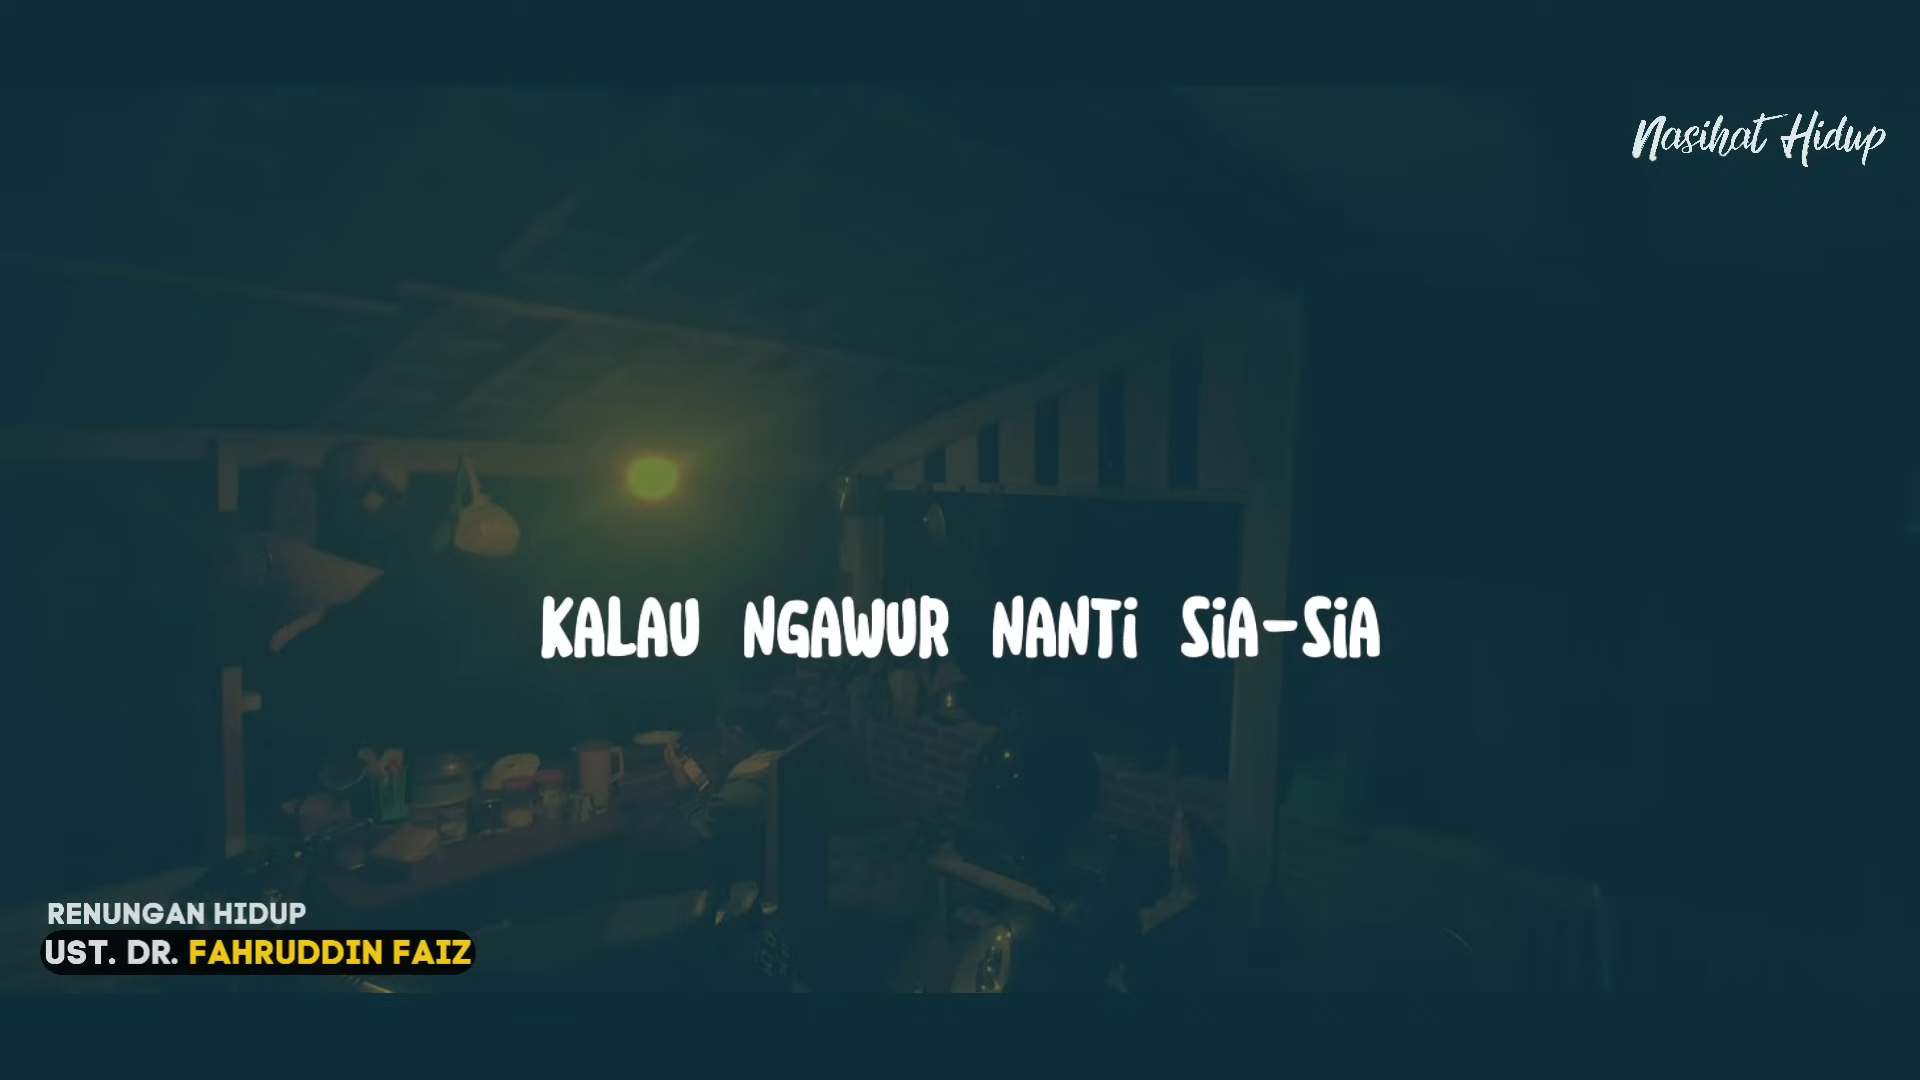 Nasihat Hidup
KALAU NGAWUR NANTi SiA-SiA
RENUNGAN HIDUP
UST. DR. FAHRUDDIN FAIZ